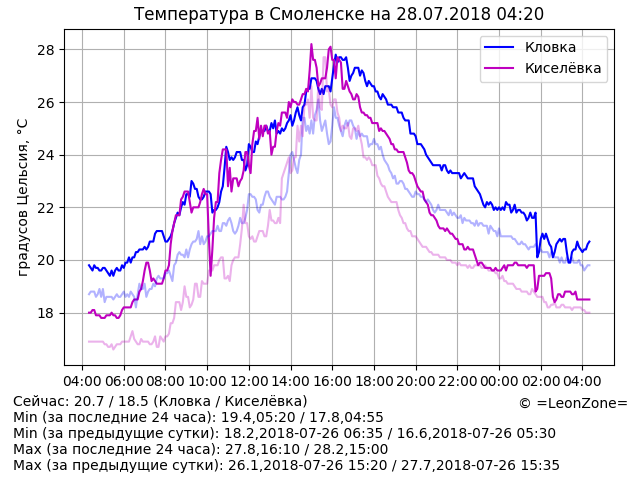 Температура в Смоленске на 28.07.2018 04:20
градусов Цельсия, °C
28
26
24
22
20
18
Кловка
Киселёвка
04:00 06:00 08:00 10:00 12:00 14:00 16:00 18:00 20:00 22:00 00:00 02:00 04:00
Сейчас: 20.7 / 18.5 (Кловка / Киселёвка)
© =LeonZone=
Min (за последние 24 часа): 19.4,05:20 / 17.8,04:55
Min (за предыдущие сутки): 18.2,2018-07-26 06:35 / 16.6,2018-07-26 05:30
Max (за последние 24 часа): 27.8,16:10 / 28.2,15:00
Max (за предыдущие сутки): 26.1,2018-07-26 15:20 / 27.7,2018-07-26 15:35